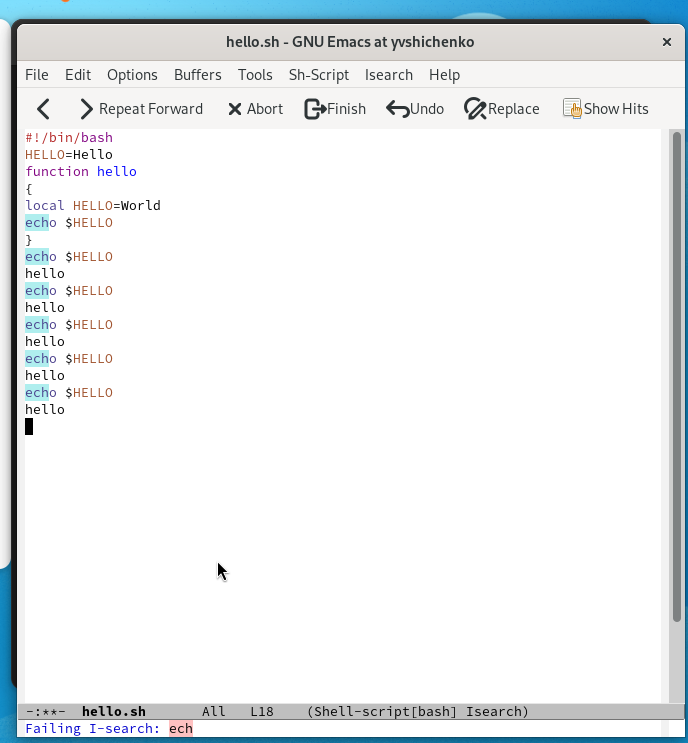 hello.sh - GNU Emacs at yvshichenko
File Edit Options Buffers Tools Sh-Script Isearch Help
Repeat Forward Abort Finish Undo Replace Show Hits
#!/bin/bash
HELLO=Hello
function hello
{
local HELLO=World
echo $HELLO
}
echo $HELLO
hello
echo $HELLO
hello
echo $HELLO
hello
echo $HELLO
hello
echo $HELLO
hello
-:**- hello.sh All L18 (Shell-script[bash] Isearch)
Failing I-search: ech